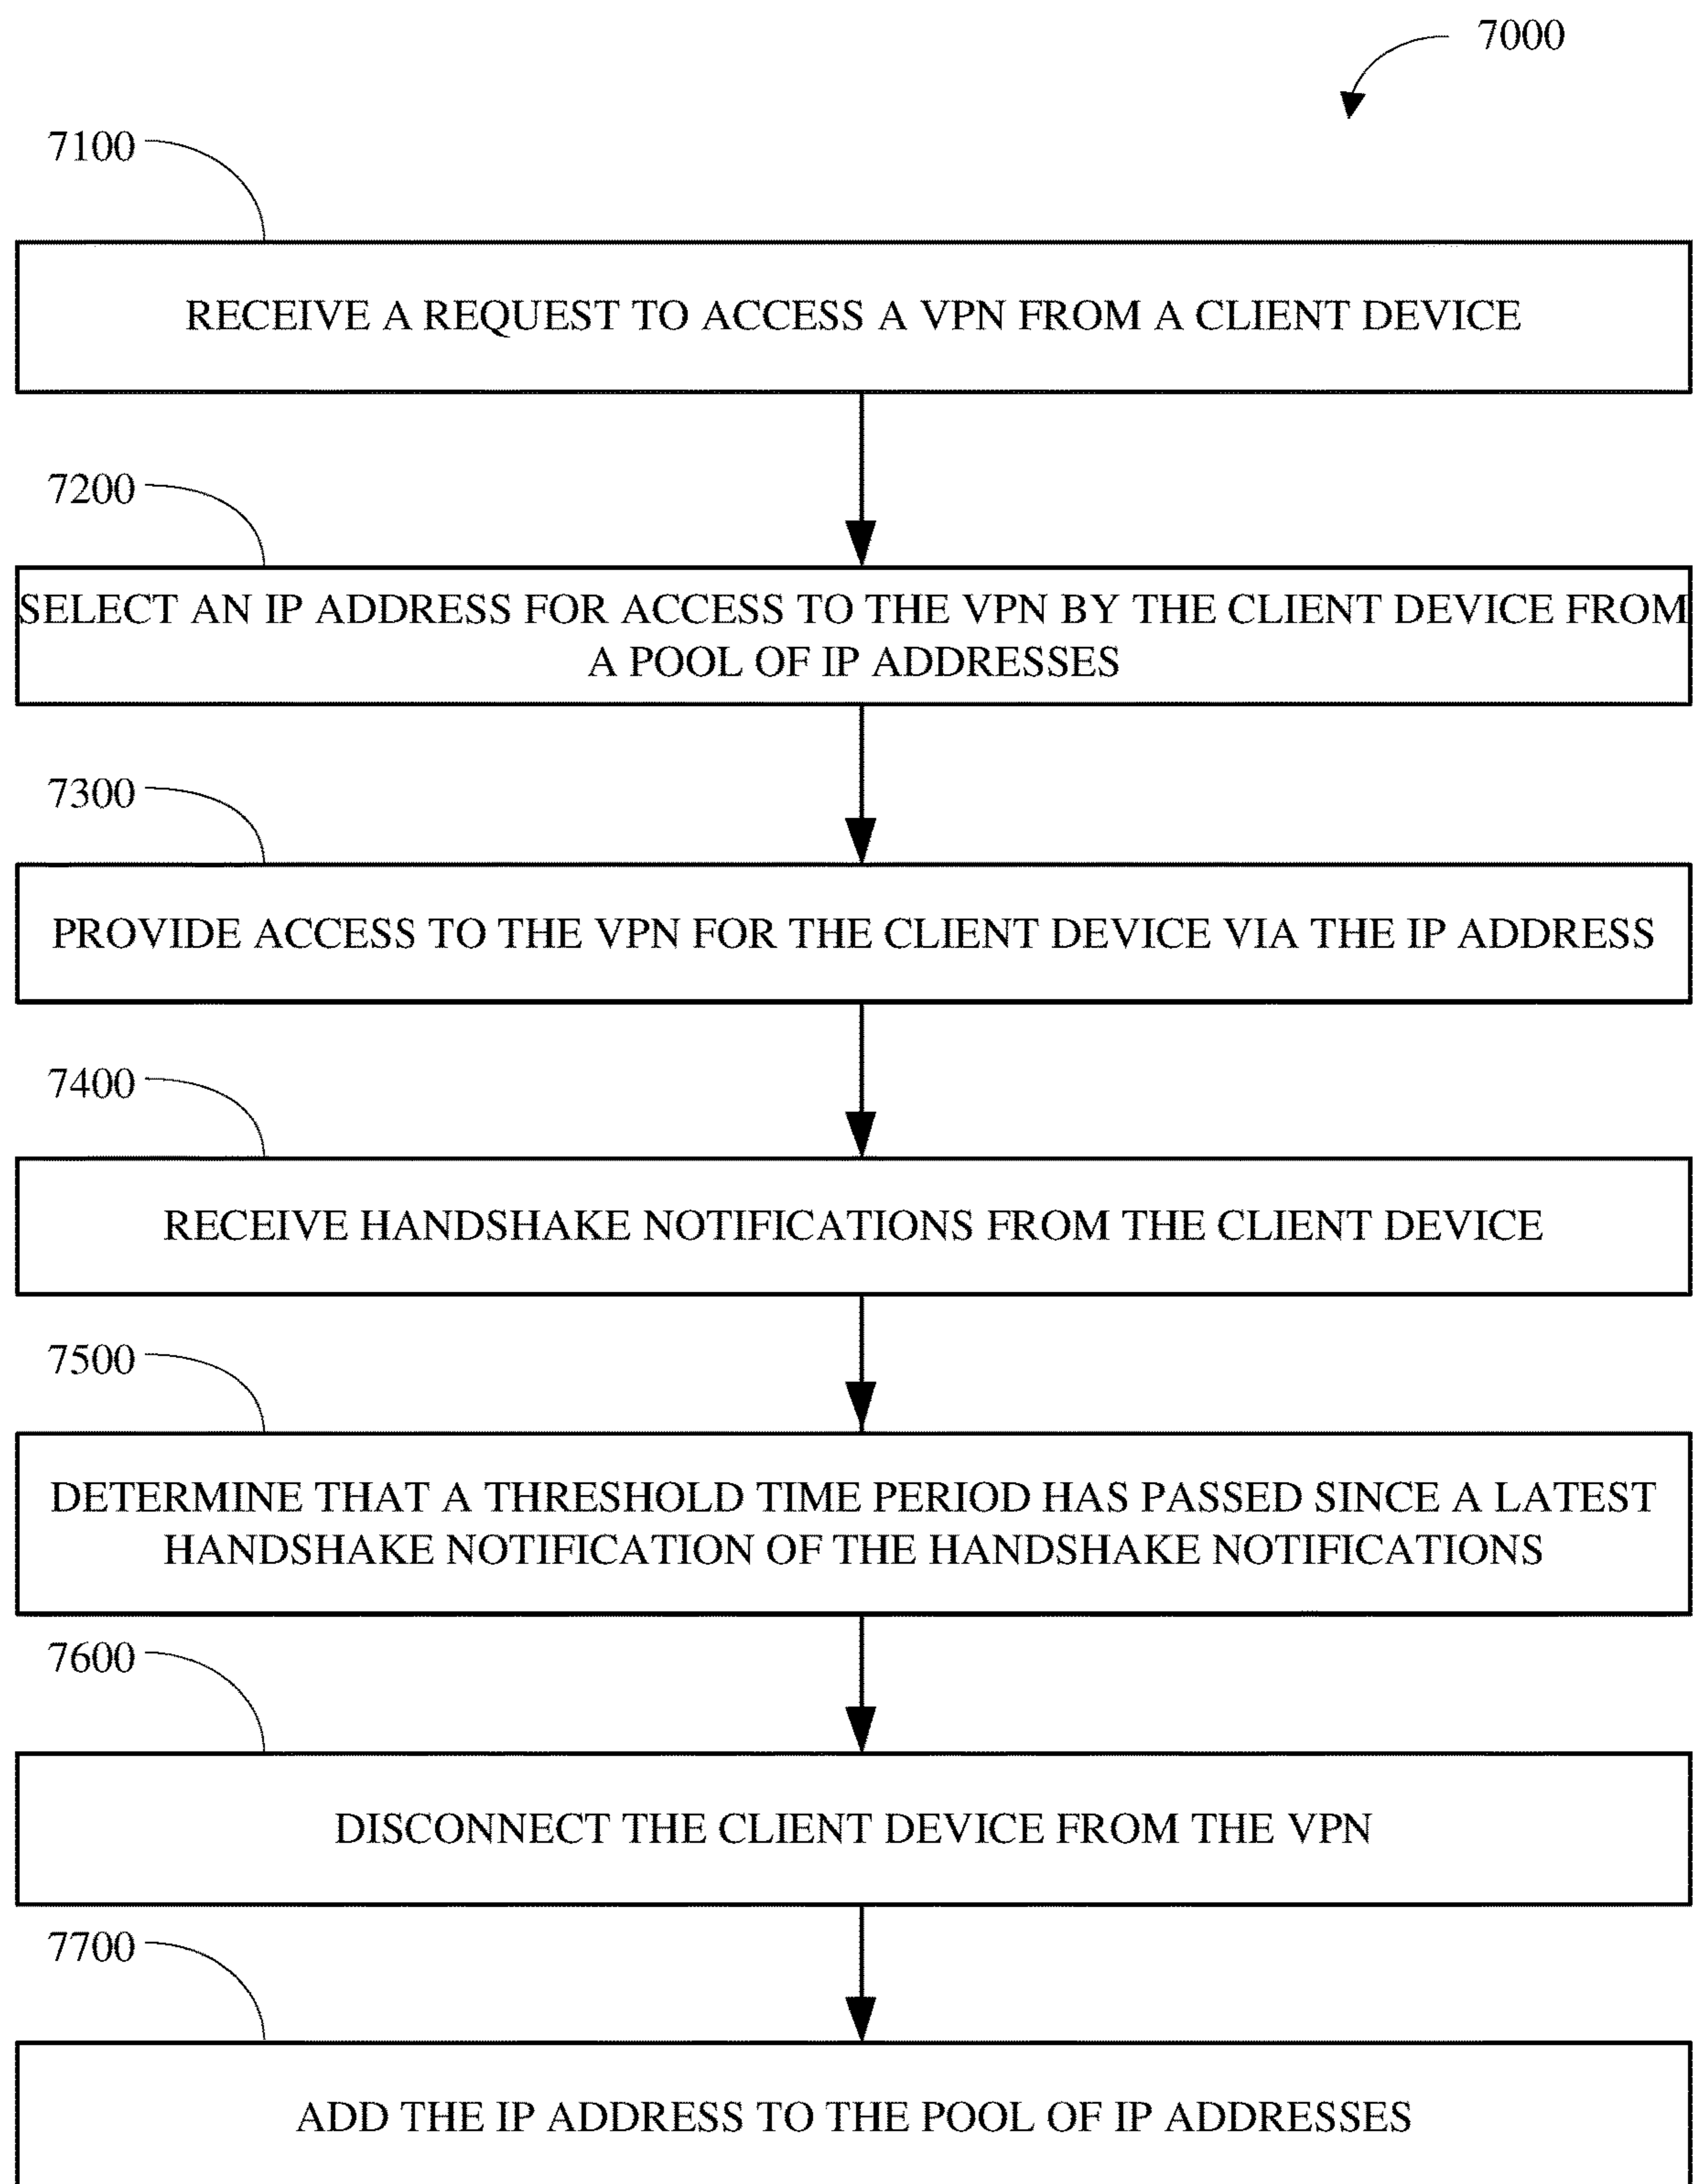 7000
7100
RECEIVE A REQUEST TO ACCESS A VPN FROM A CLIENT DEVICE
7200
SELECT AN IP ADDRESS FOR ACCESS TO THE VPN BY THE CLIENT DEVICE FROM
A POOL OF IP ADDRESSES
7300
PROVIDE ACCESS TO THE VPN FOR THE CLIENT DEVICE VIA THE IP ADDRESS
7400
RECEIVE HANDSHAKE NOTIFICATIONS FROM THE CLIENT DEVICE
7500
DETERMINE THAT A THRESHOLD TIME PERIOD HAS PASSED SINCE A LATEST
HANDSHAKE NOTIFICATION OF THE HANDSHAKE NOTIFICATIONS
7600
DISCONNECT THE CLIENT DEVICE FROM THE VPN
7700
ADD THE IP ADDRESS TO THE POOL OF IP ADDRESSES